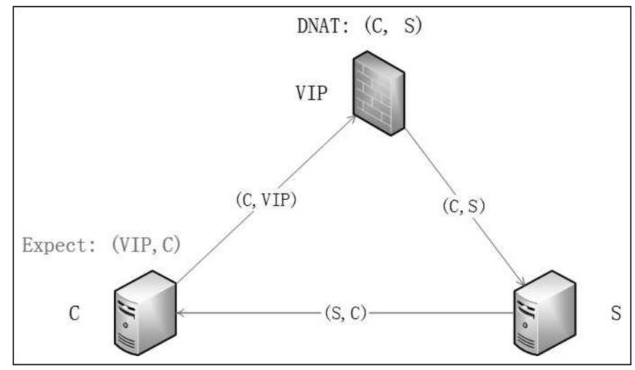 DNAT: (C, S)
VIP
(C, VIP)
(C, S)
Expect: (VIP, C)
C
(S, C)
S